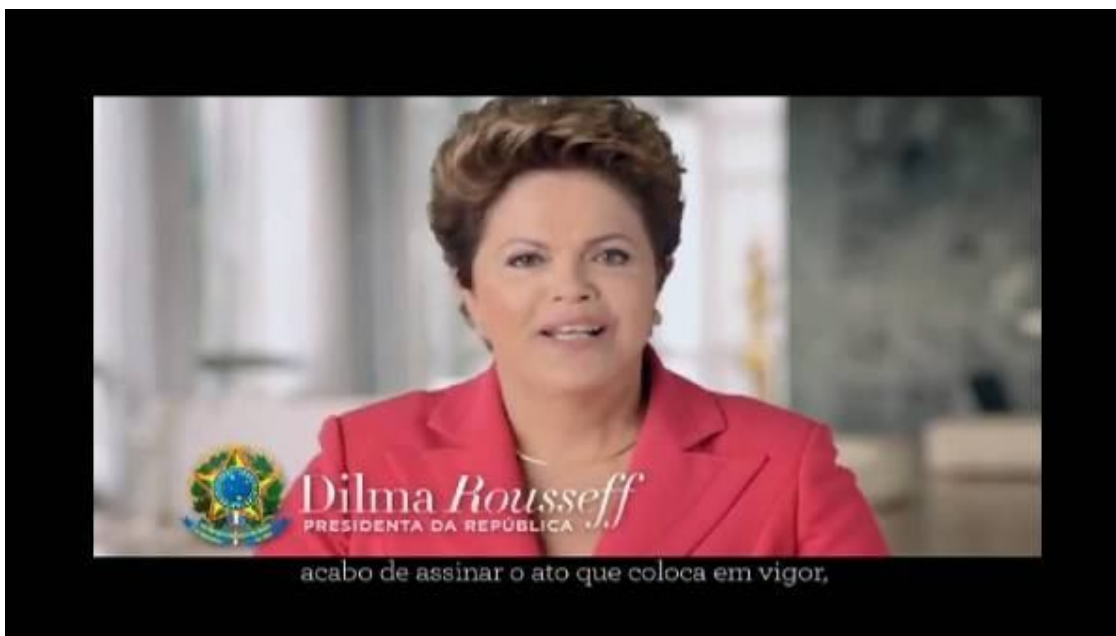 Dilma Rousseff
PRESIDENTA DA REPÚBLICA
acabo de assinar o ato que coloca em vigor,